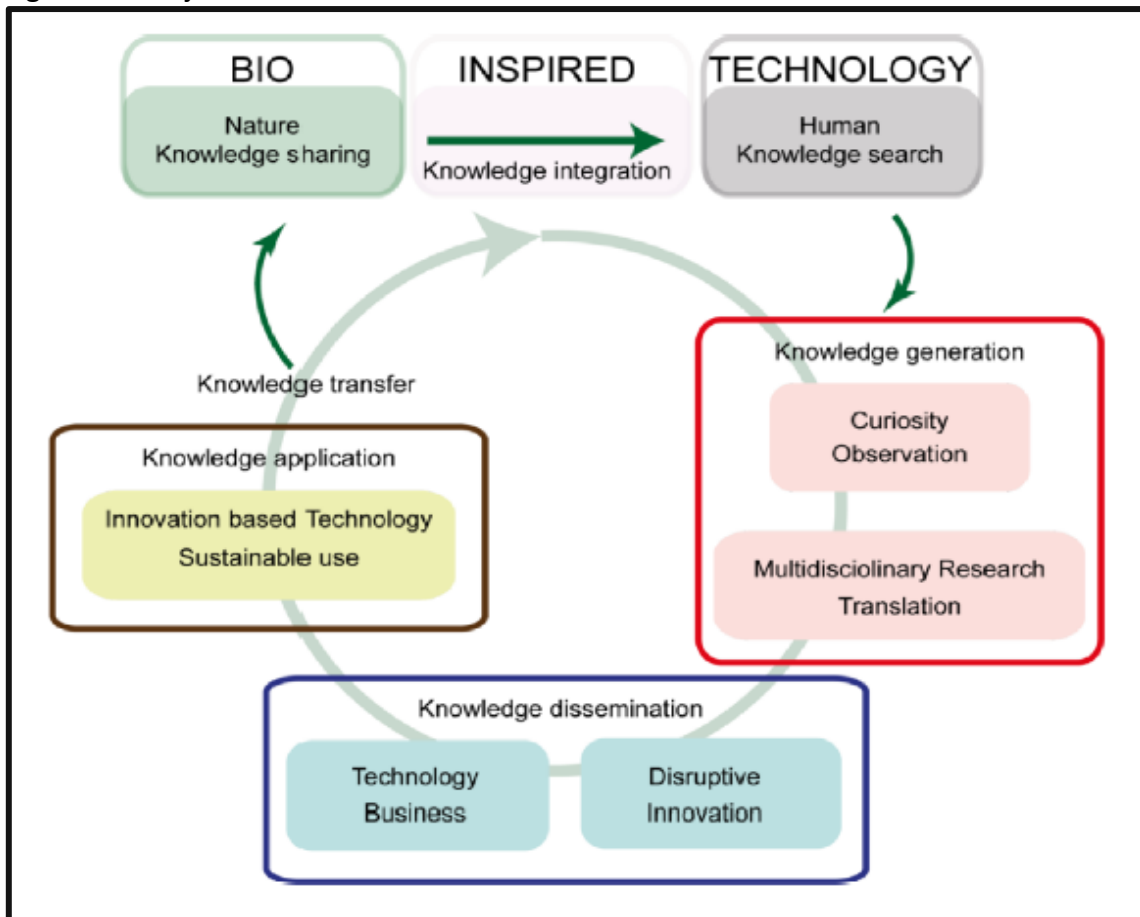 BIO
Nature
Knowledge sharing
INSPIRED
Knowledge integration
TECHNOLOGY
Human
Knowledge search
Knowledge generation
Curiosity
Observation
Multidisciolinary Research
Translation
Knowledge transfer
Knowledge application
Innovation based Technology
Sustainable use
Knowledge dissemination
Technology
Business
Disruptive
Innovation